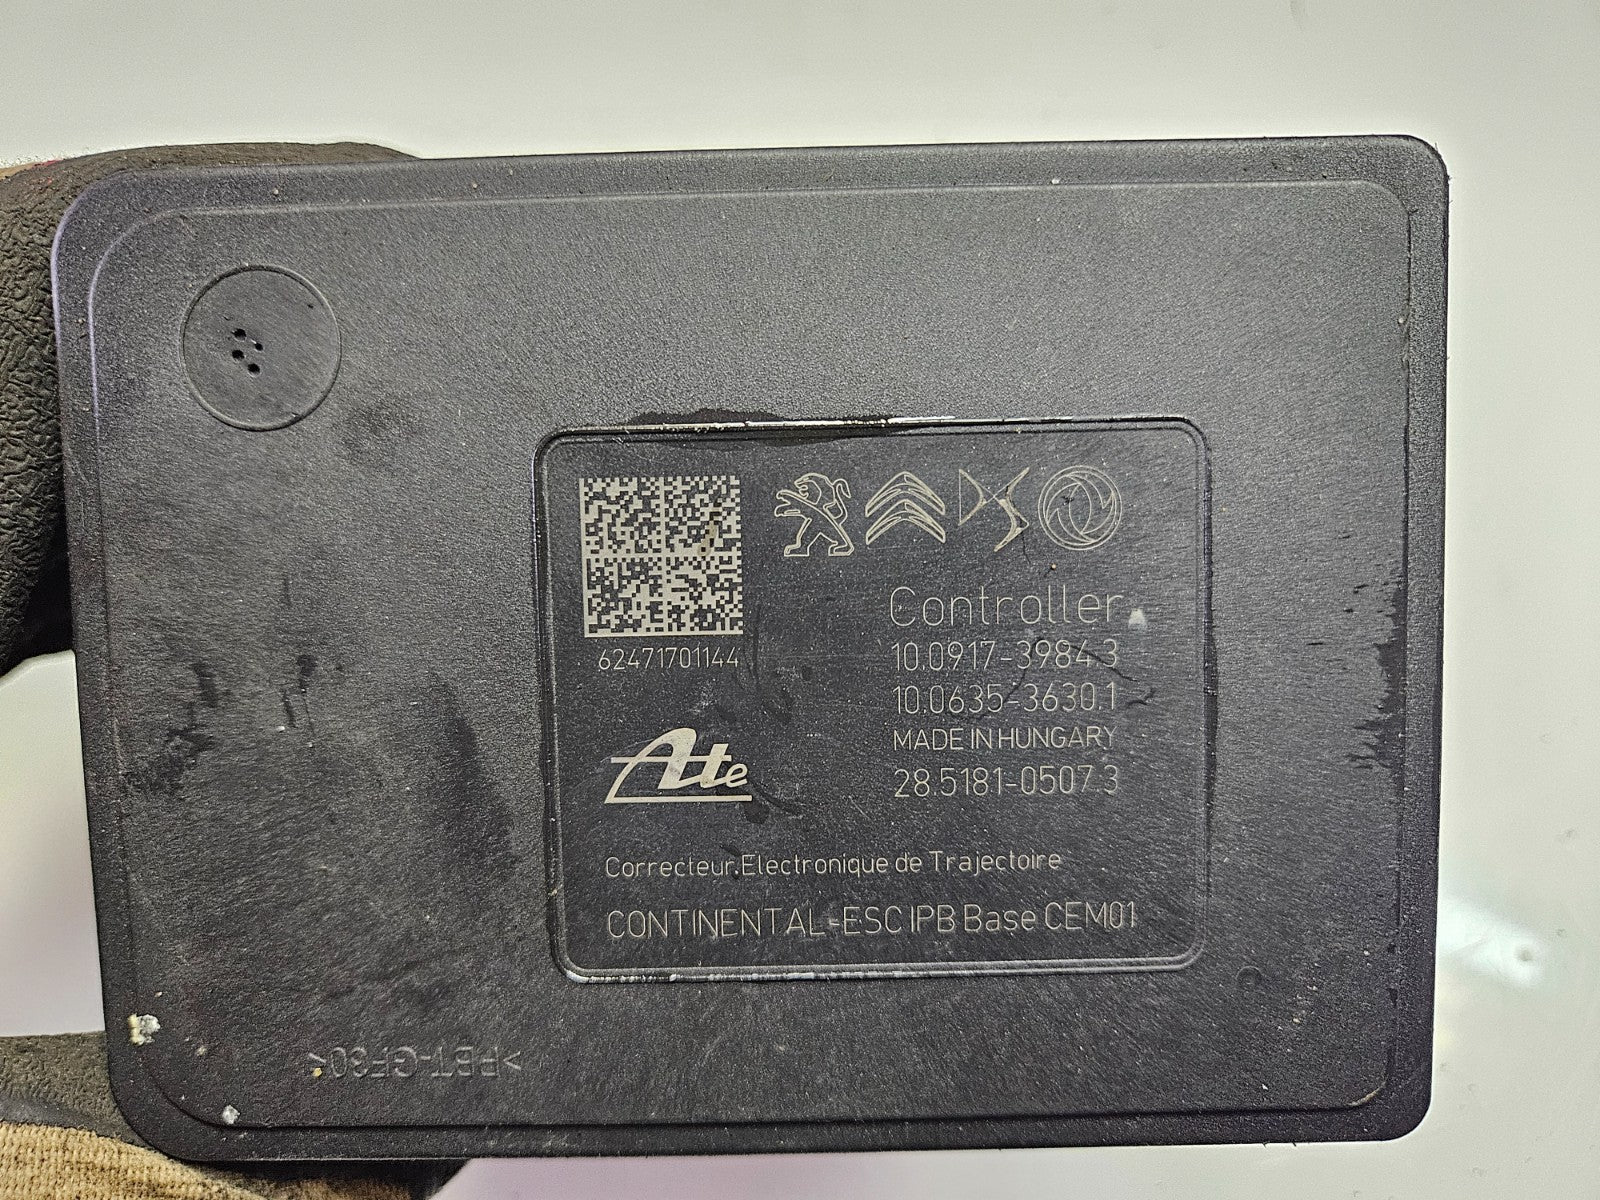 DS
62471701144
Controller
10.0917-3984.3
10.0635-3630.1
MADE IN HUNGARY
28.5181-0507.3
Ate
Correcteur Electronique de Trajectoire
CONTINENTAL-ESC IPB Base CEM01
>PBT-GF30<